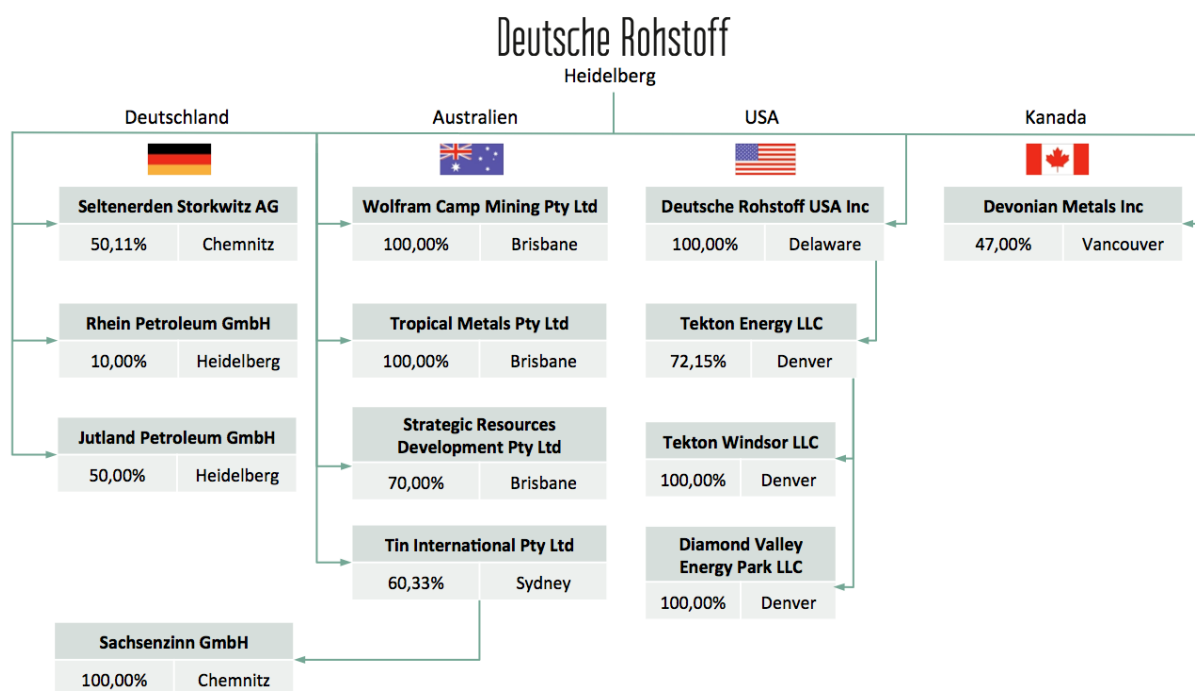 Deutsche Rohstoff
Heidelberg
Deutschland
Australien
USA
Kanada
Seltenerden Storkwitz AG
50,11%
Chemnitz
Wolfram Camp Mining Pty Ltd
100,00%
Brisbane
Deutsche Rohstoff USA Inc
100,00%
Delaware
Devonian Metals Inc
47,00%
Vancouver
Rhein Petroleum GmbH
10,00%
Heidelberg
Tropical Metals Pty Ltd
100,00%
Brisbane
Tekton Energy LLC
72,15%
Denver
Jutland Petroleum GmbH
50,00%
Heidelberg
Strategic Resources
Development Pty Ltd
70,00%
Brisbane
Tekton Windsor LLC
100,00%
Denver
Tin International Pty Ltd
60,33%
Sydney
Diamond Valley
Energy Park LLC
100,00%
Denver
Sachsenzinn GmbH
100,00%
Chemnitz